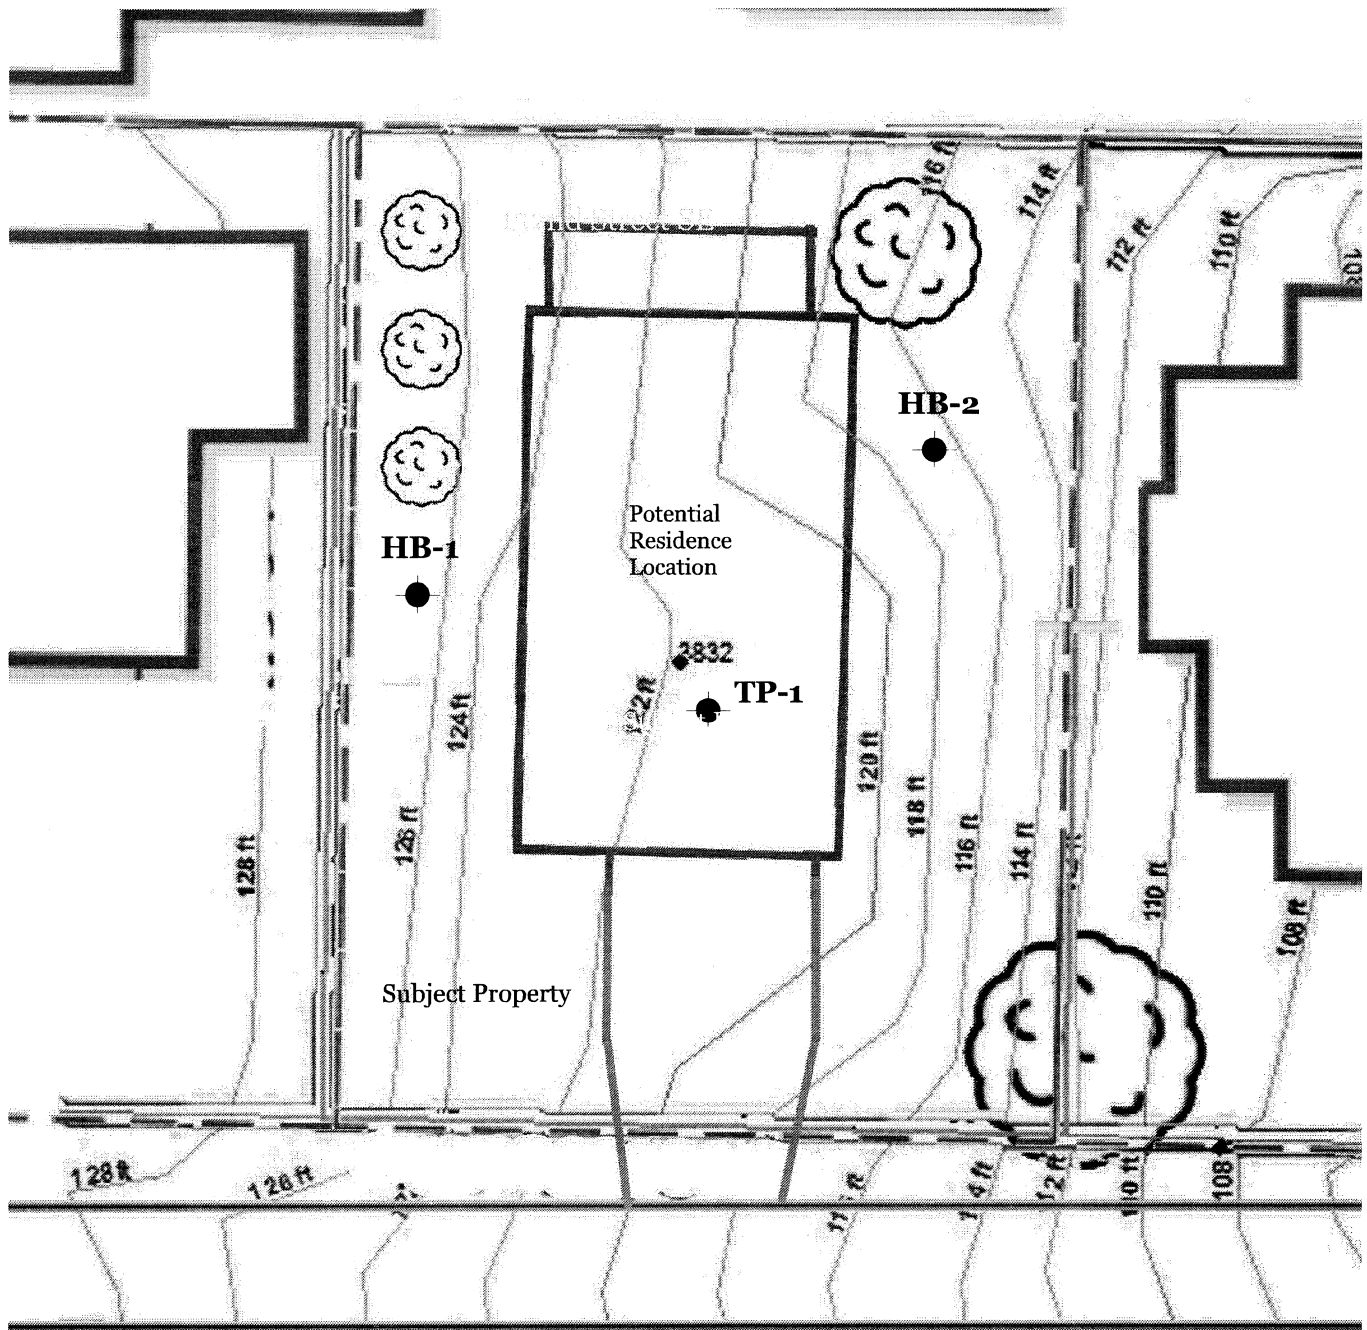 116 ft
114 ft
112 ft
110 ft
108
HB-2
HB-1
Potential
Residence
Location
3832
TP-1
122 ft
124 ft
120 ft
118 ft
126 ft
128 ft
116 ft
114 ft
110 ft
108 ft
Subject Property
128 ft
126 ft
108